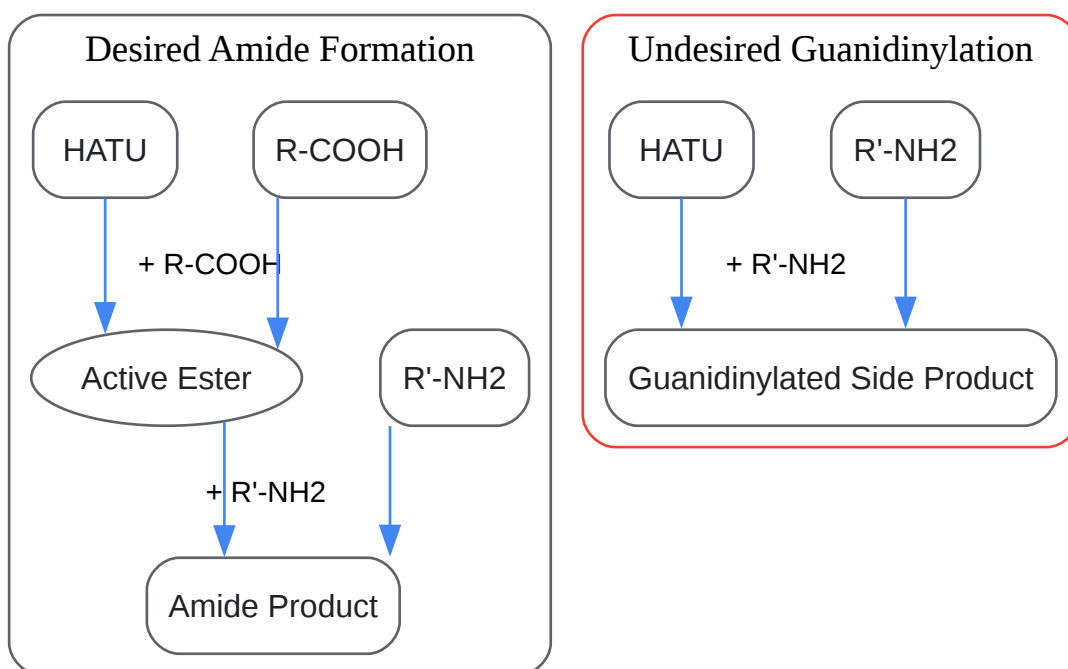 Desired Amide Formation
HATU
R-COOH
+ R-COOH
Active Ester
R'-NH2
+ R'-NH2
Amide Product
Undesired Guanidinylation
HATU
R'-NH2
+ R'-NH2
Guanidinylated Side Product